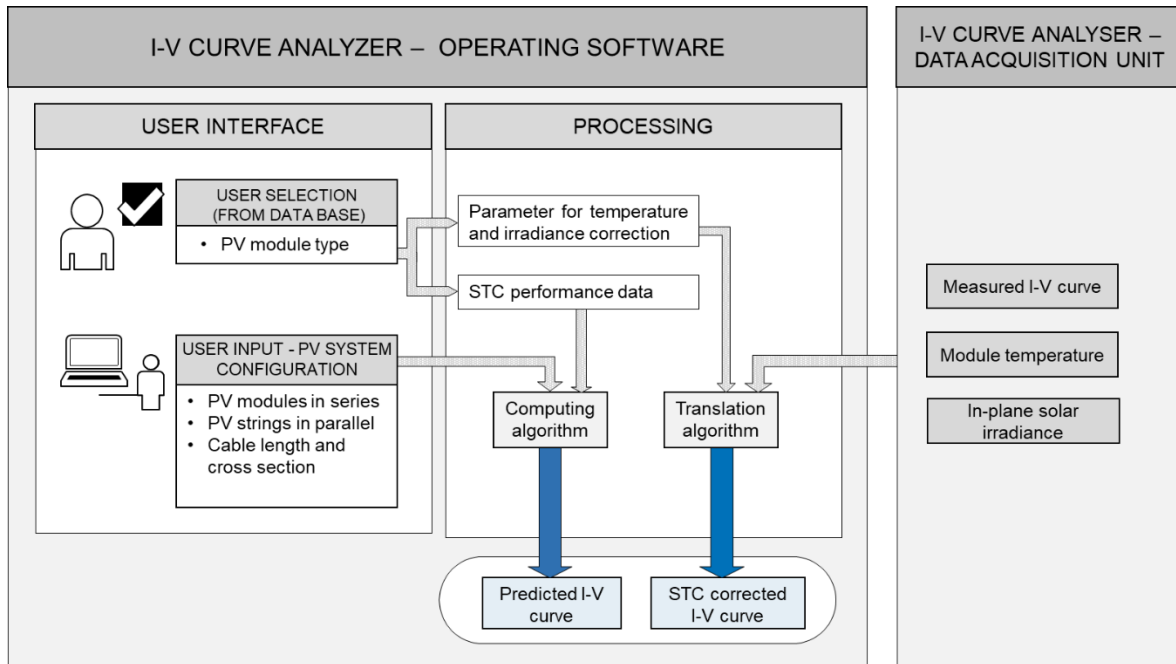 I-V CURVE ANALYZER – OPERATING SOFTWARE
I-V CURVE ANALYSER –
DATA ACQUISITION UNIT
USER INTERFACE
PROCESSING
USER SELECTION
(FROM DATA BASE)
• PV module type
Parameter for temperature
and irradiance correction
STC performance data
USER INPUT - PV SYSTEM
CONFIGURATION
• PV modules in series
• PV strings in parallel
• Cable length and
cross section
Computing
algorithm
Translation
algorithm
Measured I-V curve
Module temperature
In-plane solar
irradiance
Predicted I-V
curve
STC corrected
I-V curve